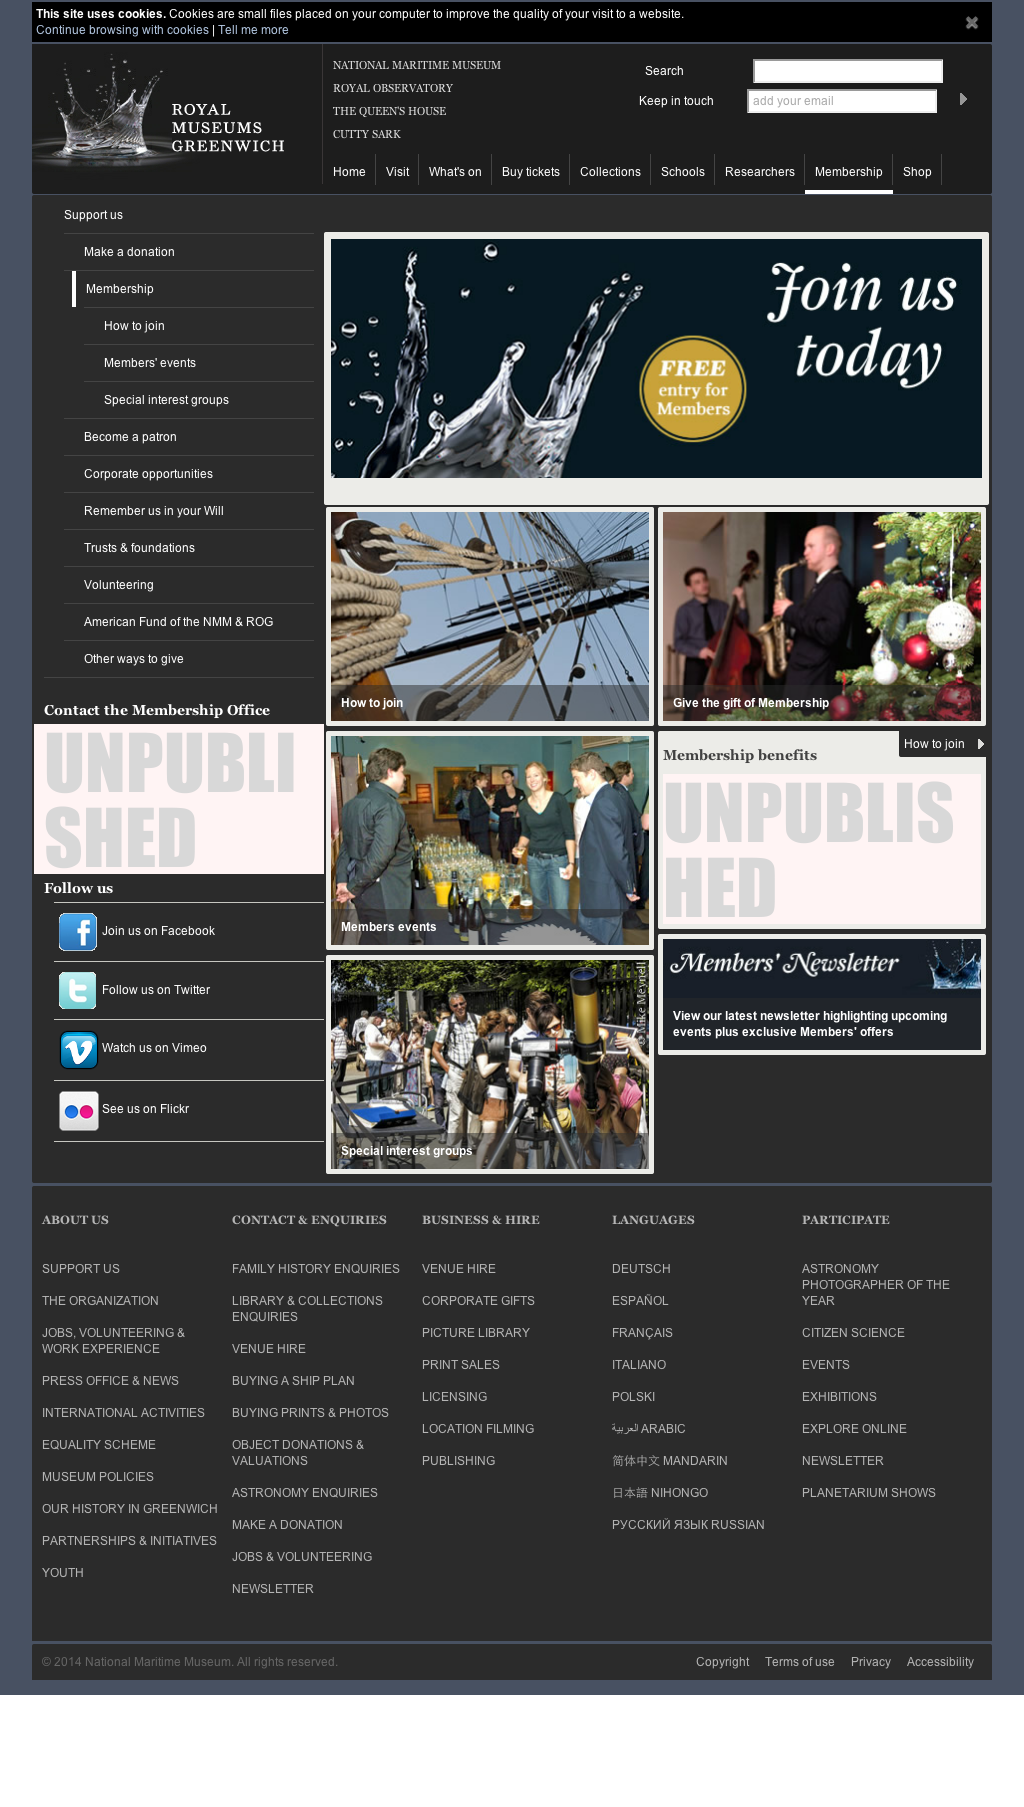 This site uses cookies. Cookies are small files placed on your computer to improve the quality of your visit to a website.
Continue browsing with cookies | Tell me more
ROYAL
MUSEUMS
GREENWICH
NATIONAL MARITIME MUSEUM
ROYAL OBSERVATORY
THE QUEEN'S HOUSE
CUTTY SARK
Search
Keep in touch add your email
Home Visit What's on Buy tickets Collections Schools Researchers Membership Shop
Support us
Make a donation
Membership
How to join
Members' events
Special interest groups
Become a patron
Corporate opportunities
Remember us in your Will
Trusts & foundations
Volunteering
American Fund of the NMM & ROG
Other ways to give
Contact the Membership Office
UNPUBLI
SHED
Follow us
Join us on Facebook
Follow us on Twitter
Watch us on Vimeo
See us on Flickr
Join us
today
FREE
entry for
Members
How to join
Give the gift of Membership
Members events
Membership benefits
How to join
UNPUBLIS
HED
Members' Newsletter
View our latest newsletter highlighting upcoming
events plus exclusive Members' offers
©Mike Meynell
Special interest groups
ABOUT US
SUPPORT US
THE ORGANIZATION
JOBS, VOLUNTEERING &
WORK EXPERIENCE
PRESS OFFICE & NEWS
INTERNATIONAL ACTIVITIES
EQUALITY SCHEME
MUSEUM POLICIES
OUR HISTORY IN GREENWICH
PARTNERSHIPS & INITIATIVES
YOUTH
CONTACT & ENQUIRIES
FAMILY HISTORY ENQUIRIES
LIBRARY & COLLECTIONS
ENQUIRIES
VENUE HIRE
BUYING A SHIP PLAN
BUYING PRINTS & PHOTOS
OBJECT DONATIONS &
VALUATIONS
ASTRONOMY ENQUIRIES
MAKE A DONATION
JOBS & VOLUNTEERING
NEWSLETTER
BUSINESS & HIRE
VENUE HIRE
CORPORATE GIFTS
PICTURE LIBRARY
PRINT SALES
LICENSING
LOCATION FILMING
PUBLISHING
LANGUAGES
DEUTSCH
ESPAÑOL
FRANÇAIS
ITALIANO
POLSKI
العربية ARABIC
简体中文 MANDARIN
日本語 NIHONGO
РУССКИЙ ЯЗЫК RUSSIAN
PARTICIPATE
ASTRONOMY
PHOTOGRAPHER OF THE
YEAR
CITIZEN SCIENCE
EVENTS
EXHIBITIONS
EXPLORE ONLINE
NEWSLETTER
PLANETARIUM SHOWS
© 2014 National Maritime Museum. All rights reserved.
Copyright Terms of use Privacy Accessibility